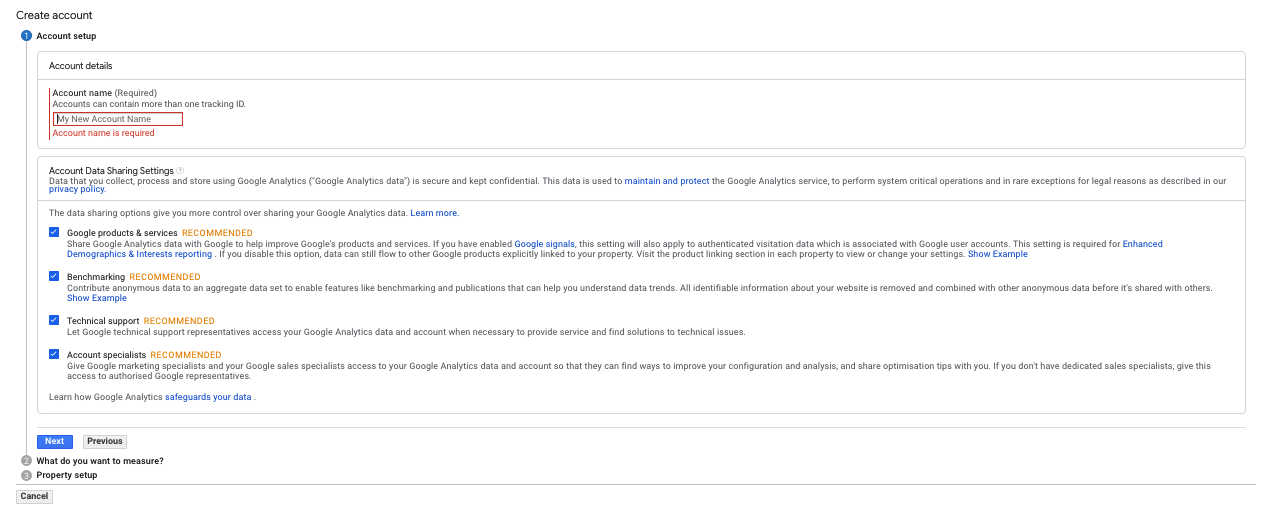 Create account
1 Account setup
Account details
Account name (Required)
Accounts can contain more than one tracking ID.
My New Account Name
Account name is required
Account Data Sharing Settings ?
Data that you collect, process and store using Google Analytics ("Google Analytics data") is secure and kept confidential. This data is used to maintain and protect the Google Analytics service, to perform system critical operations and in rare exceptions for legal reasons as described in our
privacy policy.
The data sharing options give you more control over sharing your Google Analytics data. Learn more.
Google products & services RECOMMENDED
Share Google Analytics data with Google to help improve Google's products and services. If you have enabled Google signals, this setting will also apply to authenticated visitation data which is associated with Google user accounts. This setting is required for Enhanced
Demographics & Interests reporting . If you disable this option, data can still flow to other Google products explicitly linked to your property. Visit the product linking section in each property to view or change your settings. Show Example
Benchmarking RECOMMENDED
Contribute anonymous data to an aggregate data set to enable features like benchmarking and publications that can help you understand data trends. All identifiable information about your website is removed and combined with other anonymous data before it's shared with others.
Show Example
Technical support RECOMMENDED
Let Google technical support representatives access your Google Analytics data and account when necessary to provide service and find solutions to technical issues.
Account specialists RECOMMENDED
Give Google marketing specialists and your Google sales specialists access to your Google Analytics data and account so that they can find ways to improve your configuration and analysis, and share optimisation tips with you. If you don't have dedicated sales specialists, give this
access to authorised Google representatives.
Learn how Google Analytics safeguards your data .
Next Previous
2 What do you want to measure?
3 Property setup
Cancel